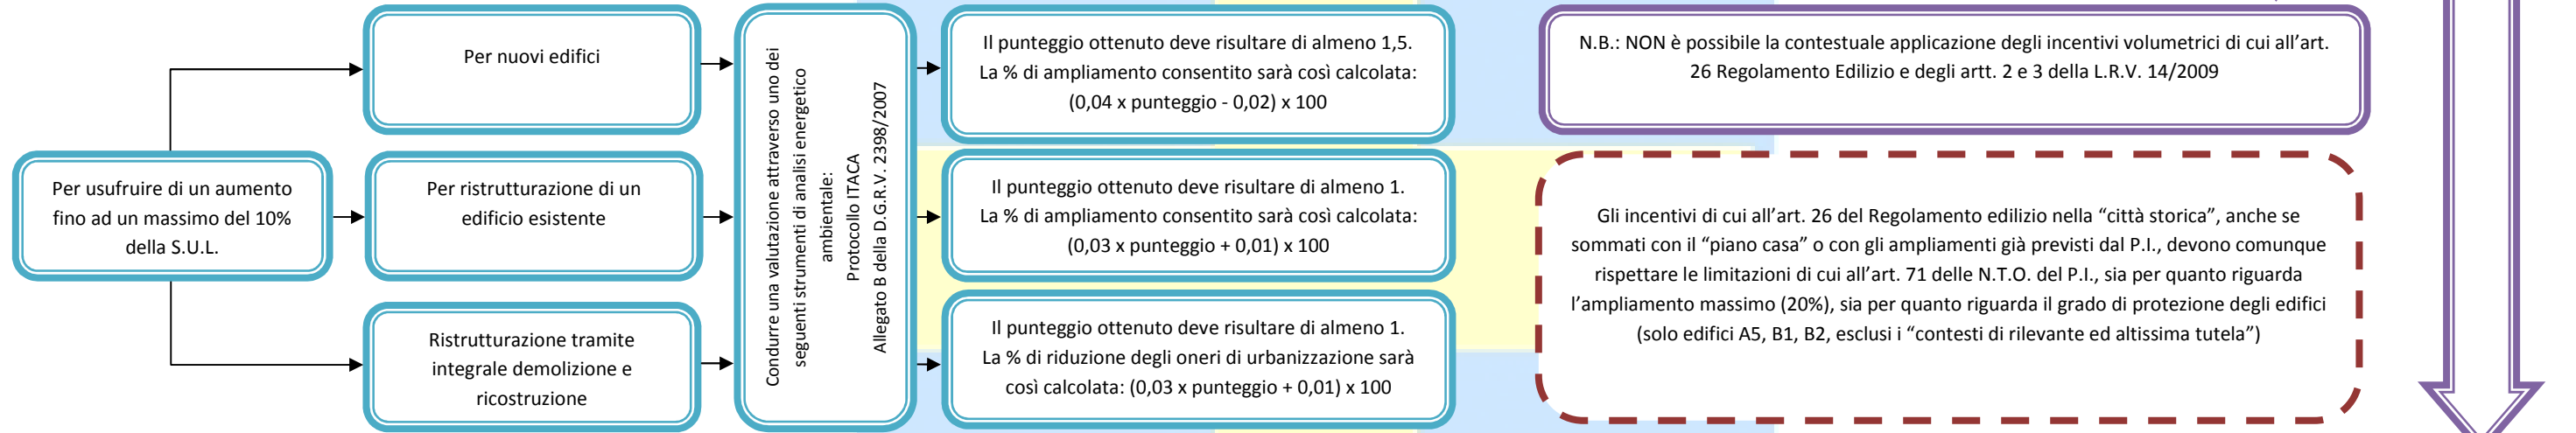 Per usufruire di un aumento
fino ad un massimo del 10%
della S.U.L.
Per nuovi edifici
Per ristrutturazione di un
edificio esistente
Ristrutturazione tramite
integrale demolizione e
ricostruzione
Condurre una valutazione attraverso uno dei
seguenti strumenti di analisi energetico
ambientale:
Protocollo ITACA
Allegato B della D.G.R.V. 2398/2007
Il punteggio ottenuto deve risultare di almeno 1,5.
La % di ampliamento consentito sarà così calcolata:
(0,04 x punteggio - 0,02) x 100
Il punteggio ottenuto deve risultare di almeno 1.
La % di ampliamento consentito sarà così calcolata:
(0,03 x punteggio + 0,01) x 100
Il punteggio ottenuto deve risultare di almeno 1.
La % di riduzione degli oneri di urbanizzazione sarà
così calcolata: (0,03 x punteggio + 0,01) x 100
N.B.: NON è possibile la contestuale applicazione degli incentivi volumetrici di cui all’art.
26 Regolamento Edilizio e degli artt. 2 e 3 della L.R.V. 14/2009
Gli incentivi di cui all’art. 26 del Regolamento edilizio nella “città storica”, anche se
sommati con il “piano casa” o con gli ampliamenti già previsti dal P.I., devono comunque
rispettare le limitazioni di cui all’art. 71 delle N.T.O. del P.I., sia per quanto riguarda
l’ampliamento massimo (20%), sia per quanto riguarda il grado di protezione degli edifici
(solo edifici A5, B1, B2, esclusi i “contesti di rilevante ed altissima tutela”)